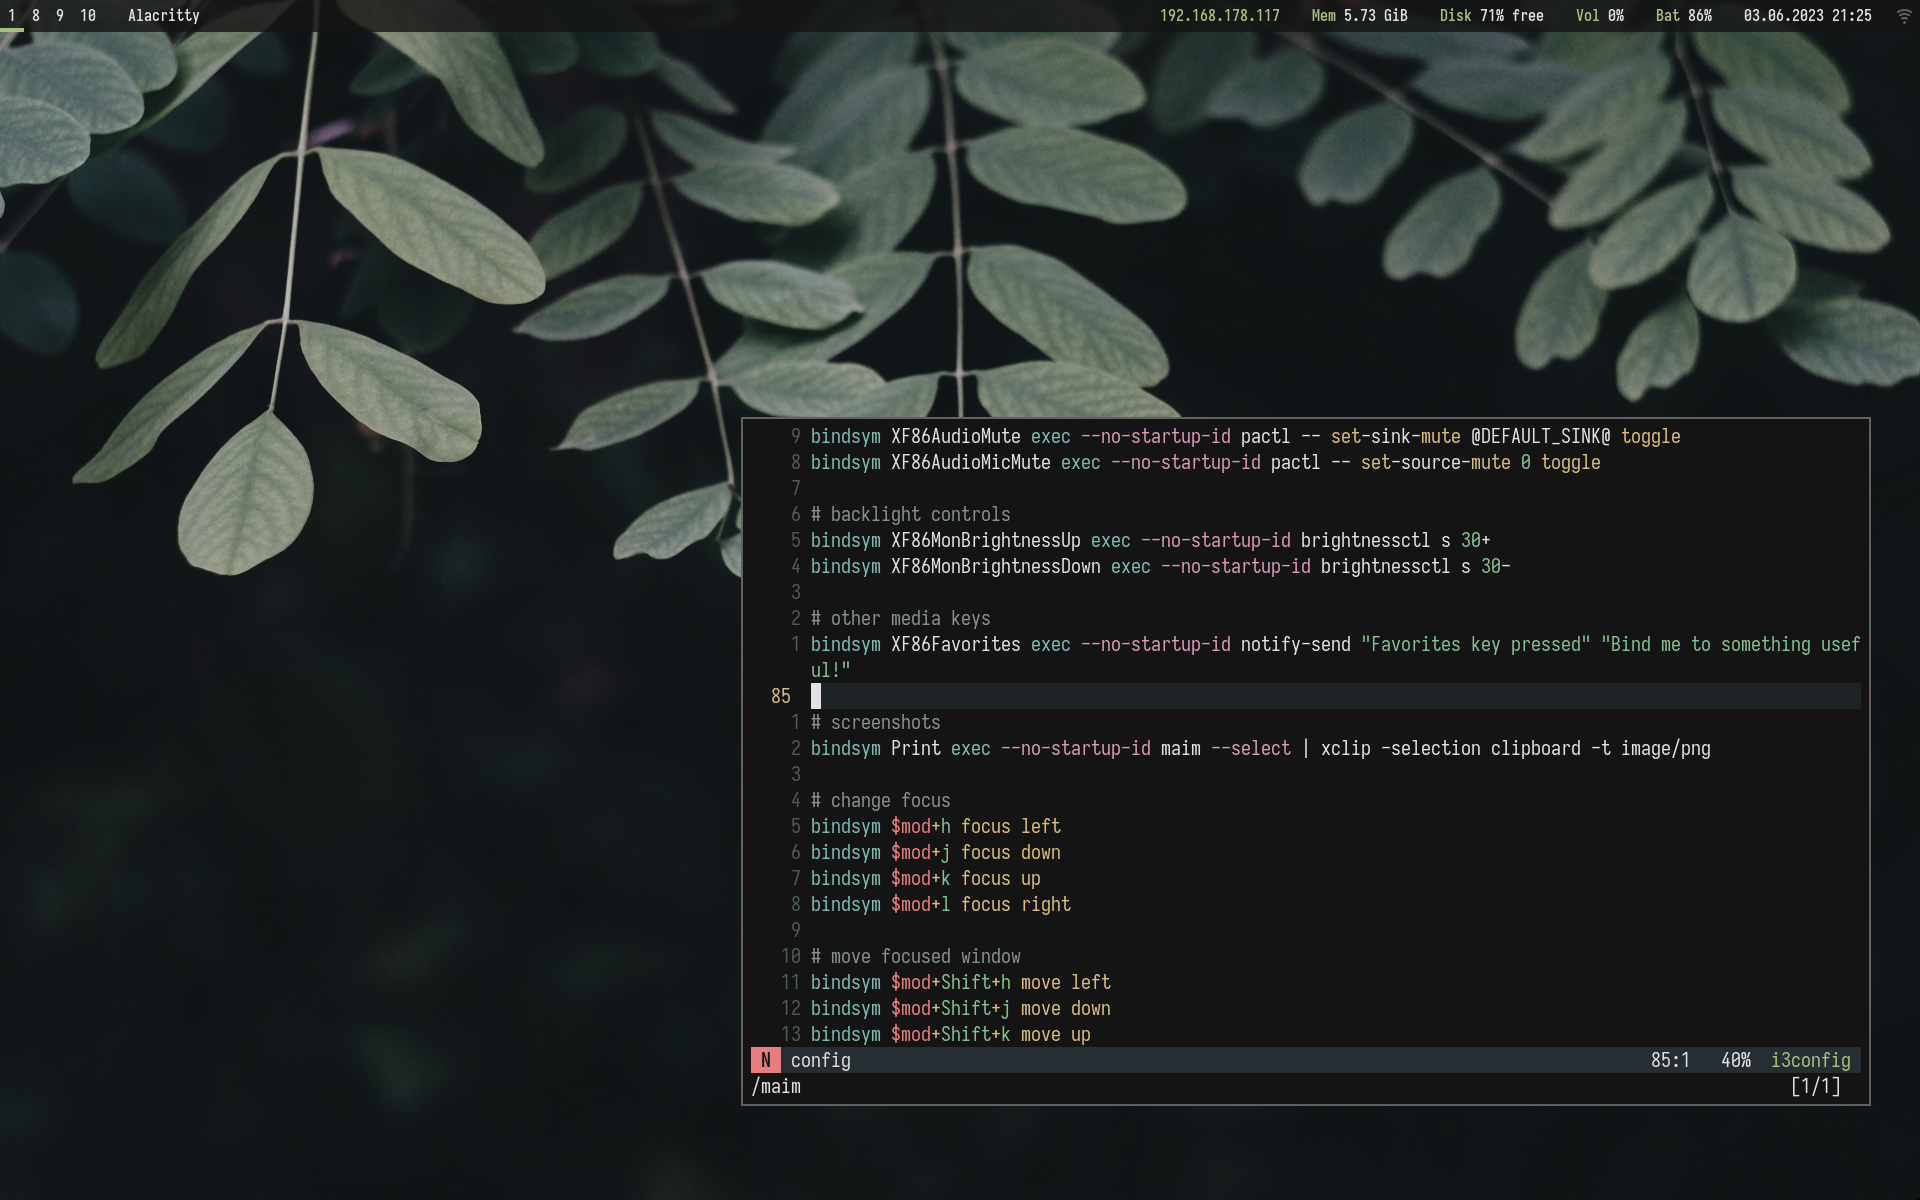 1 8 9 10 Alacritty 192.168.178.117 Mem 5.73 GiB Disk 71% free Vol 0% Bat 86% 03.06.2023 21:25
9 bindsym XF86AudioMute exec --no-startup-id pactl -- set-sink-mute @DEFAULT_SINK@ toggle
8 bindsym XF86AudioMicMute exec --no-startup-id pactl -- set-source-mute 0 toggle
7
6 # backlight controls
5 bindsym XF86MonBrightnessUp exec --no-startup-id brightnessctl s 30+
4 bindsym XF86MonBrightnessDown exec --no-startup-id brightnessctl s 30-
3
2 # other media keys
1 bindsym XF86Favorites exec --no-startup-id notify-send "Favorites key pressed" "Bind me to something usef
ul!"
85
1 # screenshots
2 bindsym Print exec --no-startup-id maim --select | xclip -selection clipboard -t image/png
3
4 # change focus
5 bindsym $mod+h focus left
6 bindsym $mod+j focus down
7 bindsym $mod+k focus up
8 bindsym $mod+l focus right
9
10 # move focused window
11 bindsym $mod+Shift+h move left
12 bindsym $mod+Shift+j move down
13 bindsym $mod+Shift+k move up
N config 85:1 40% i3config
/maim [1/1]